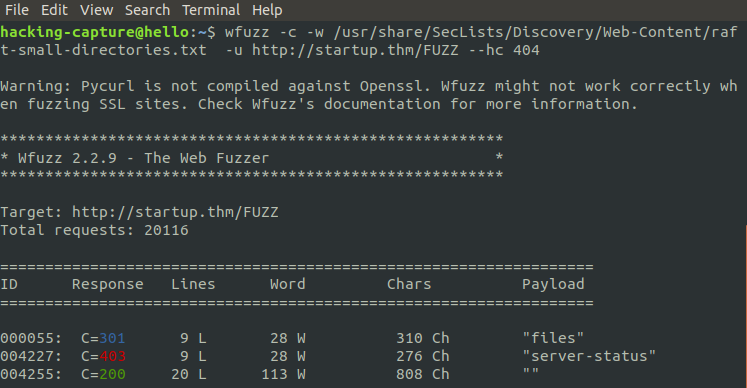 File Edit View Search Terminal Help
hacking-capture@hello:~$ wfuzz -c -w /usr/share/SecLists/Discovery/Web-Content/raf
t-small-directories.txt  -u http://startup.thm/FUZZ --hc 404
Warning: Pycurl is not compiled against Openssl. Wfuzz might not work correctly wh
en fuzzing SSL sites. Check Wfuzz's documentation for more information.
********************************************************
* Wfuzz 2.2.9 - The Web Fuzzer                         *
********************************************************
Target: http://startup.thm/FUZZ
Total requests: 20116
==================================================================
ID      Response   Lines      Word         Chars          Payload
==================================================================
000055:  C=301      9 L       28 W          310 Ch        "files"
004227:  C=403      9 L       28 W          276 Ch        "server-status"
004255:  C=200     20 L      113 W          808 Ch        ""